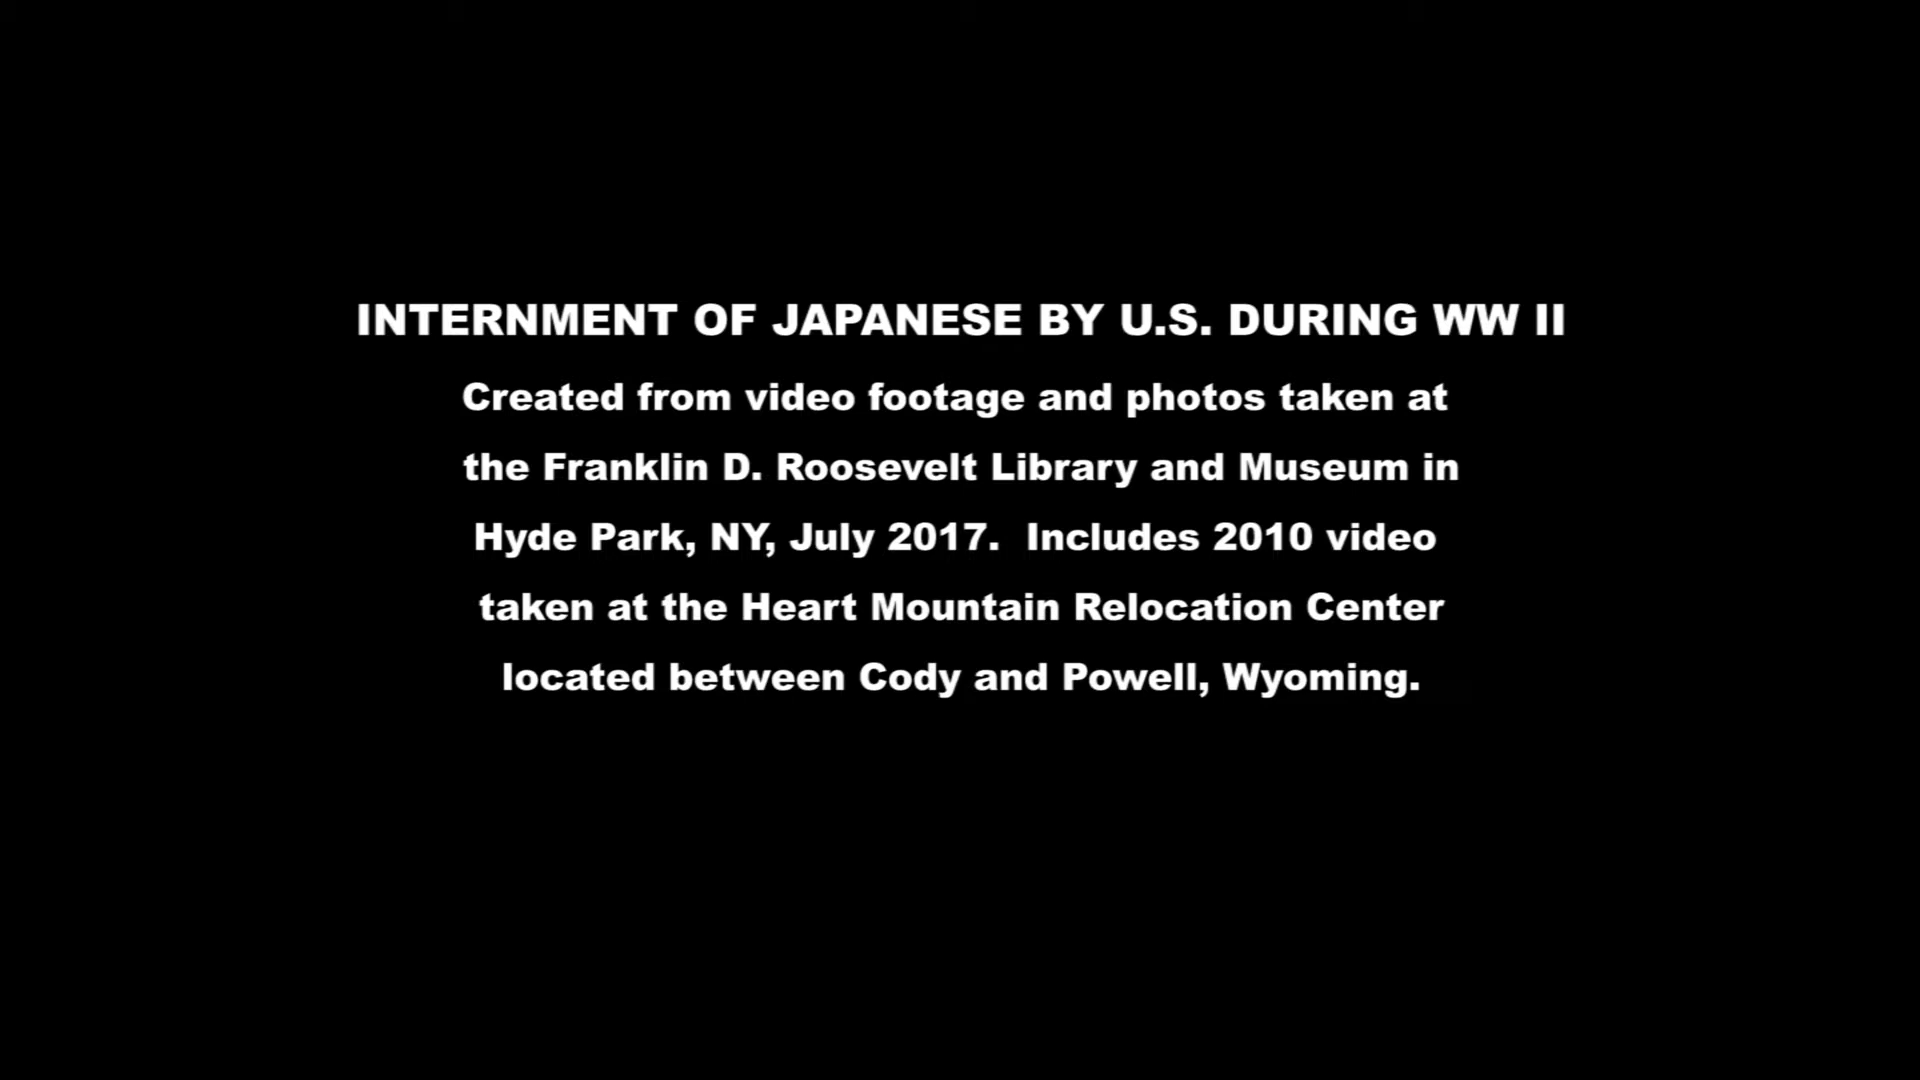 INTERNMENT OF JAPANESE BY U.S. DURING WW II
Created from video footage and photos taken at
the Franklin D. Roosevelt Library and Museum in
Hyde Park, NY, July 2017.  Includes 2010 video
taken at the Heart Mountain Relocation Center
located between Cody and Powell, Wyoming.